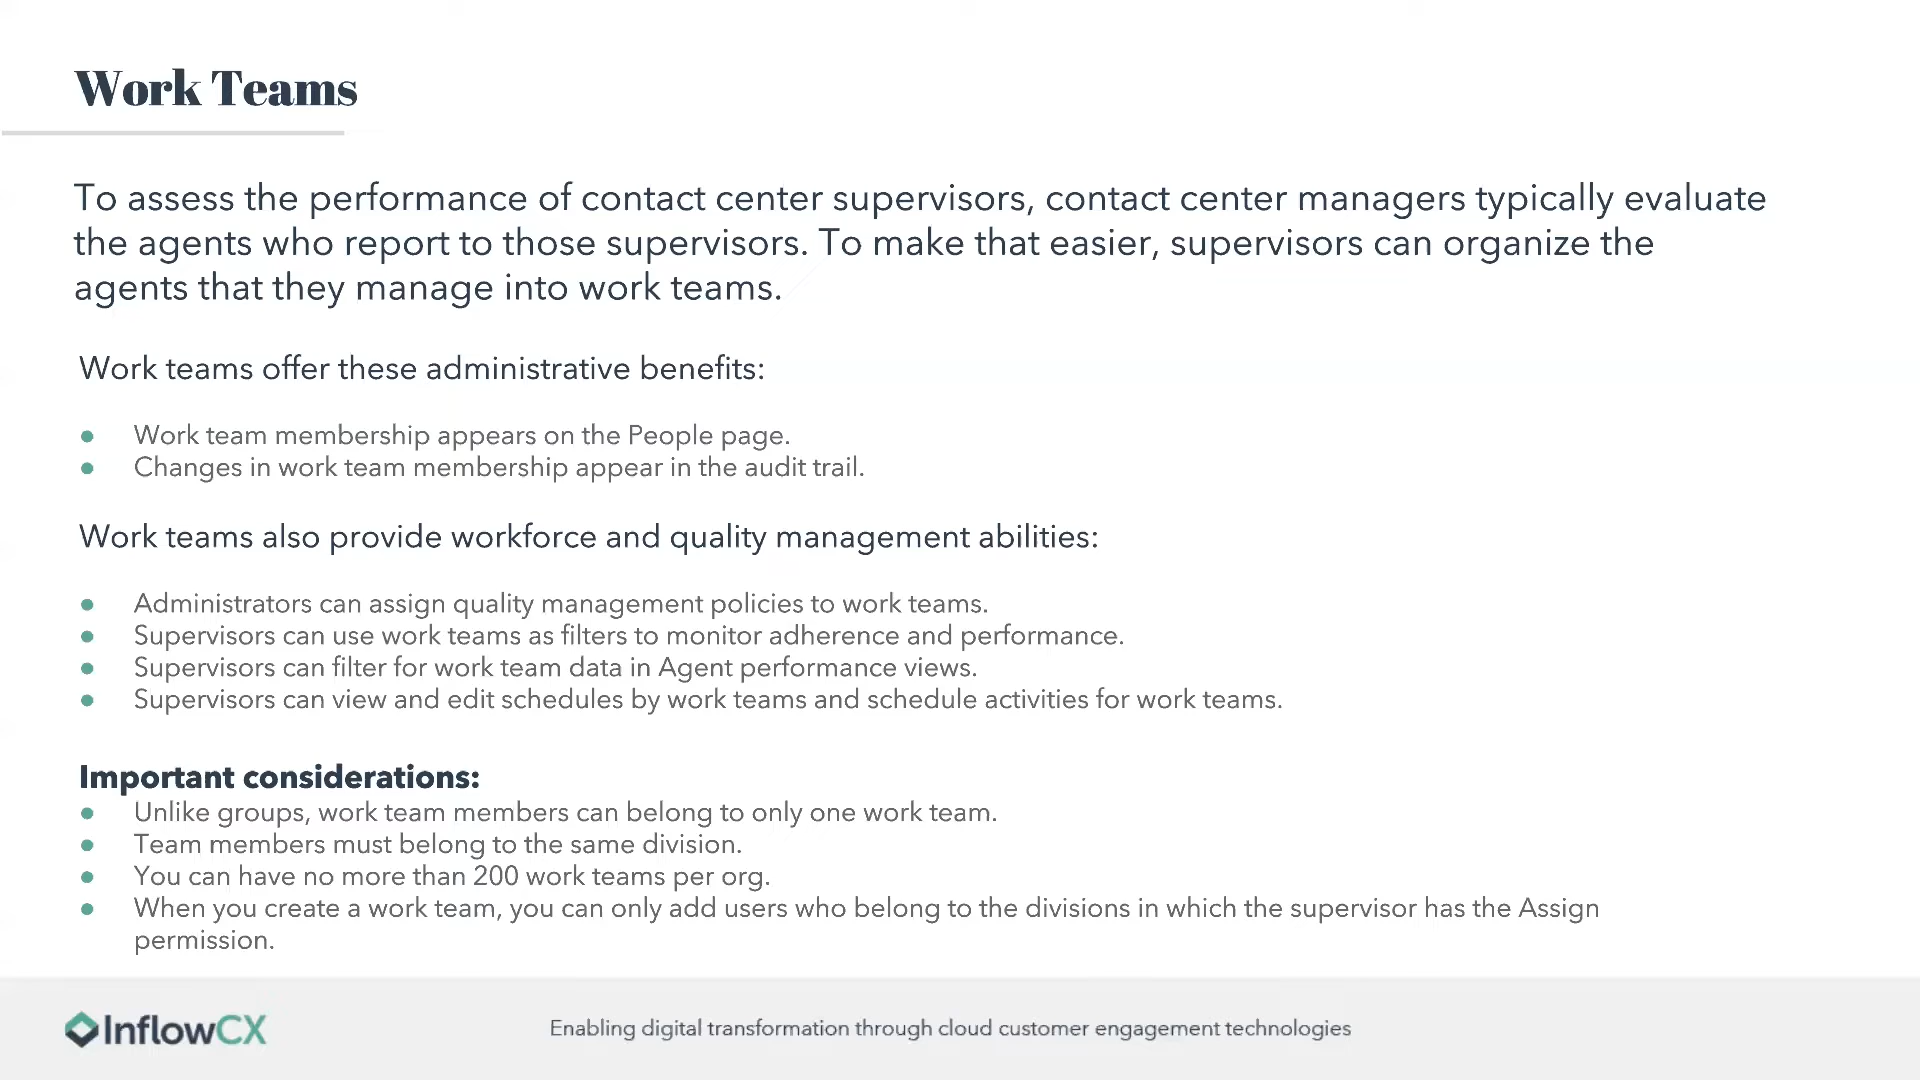 Work Teams
To assess the performance of contact center supervisors, contact center managers typically evaluate
the agents who report to those supervisors. To make that easier, supervisors can organize the
agents that they manage into work teams.
Work teams offer these administrative benefits:
● Work team membership appears on the People page.
● Changes in work team membership appear in the audit trail.
Work teams also provide workforce and quality management abilities:
● Administrators can assign quality management policies to work teams.
● Supervisors can use work teams as filters to monitor adherence and performance.
● Supervisors can filter for work team data in Agent performance views.
● Supervisors can view and edit schedules by work teams and schedule activities for work teams.
Important considerations:
● Unlike groups, work team members can belong to only one work team.
● Team members must belong to the same division.
● You can have no more than 200 work teams per org.
● When you create a work team, you can only add users who belong to the divisions in which the supervisor has the Assign
permission.
InflowCX
Enabling digital transformation through cloud customer engagement technologies